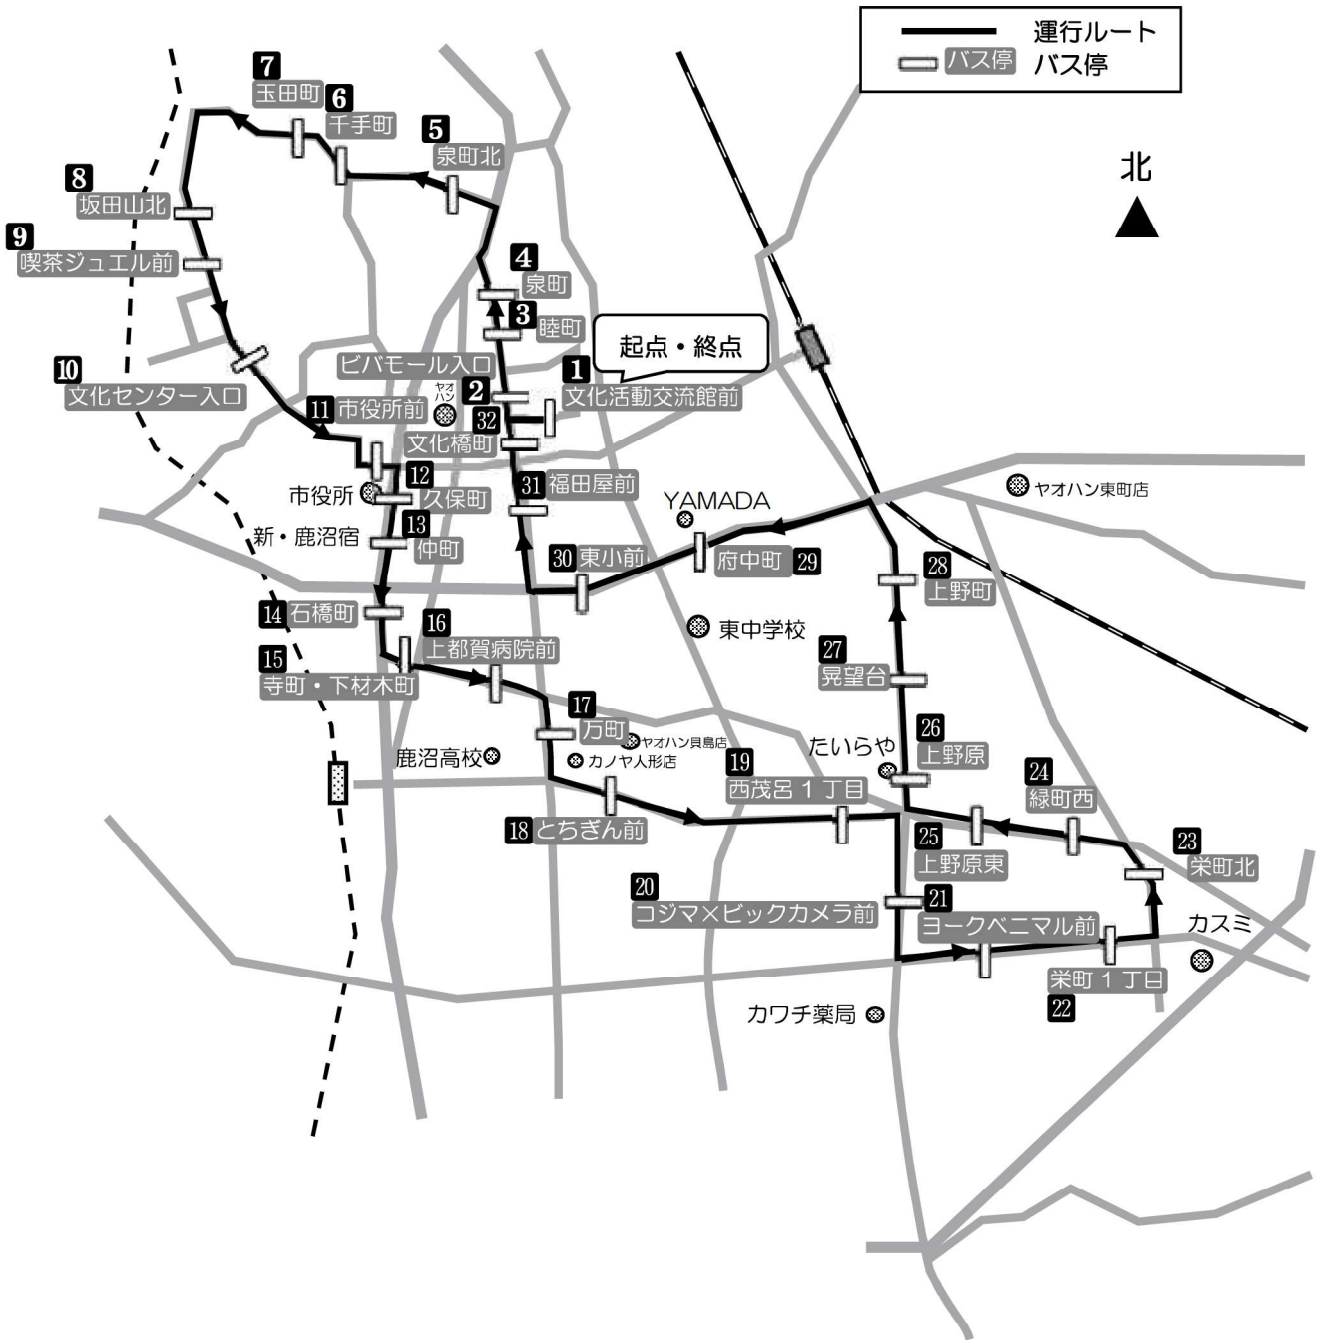 運行ルート
バス停 バス停
北
7
玉田町
6
千手町
5
泉町北
8
坂田山北
9
喫茶ジュエル前
4
泉町
3
睦町
起点・終点
ビバモール入口
1
文化活動交流館前
2
ヤオ
ハン
10
文化センター入口
11 市役所前
32
文化橋町
12
久保町
市役所
31 福田屋前
YAMADA
ヤオハン東町店
新・鹿沼宿
13
仲町
30 東小前
府中町 29
28
上野町
14 石橋町
16
上都賀病院前
東中学校
15
寺町・下材木町
27
晃望台
17
万町
ヤオハン貝島店
カノヤ人形店
鹿沼高校
たいらや
26
上野原
19
西茂呂1丁目
24
緑町西
18 とちぎん前
25
上野原東
23
栄町北
20
コジマ×ビックカメラ前
21
ヨークベニマル前
カスミ
栄町1丁目
22
カワチ薬局